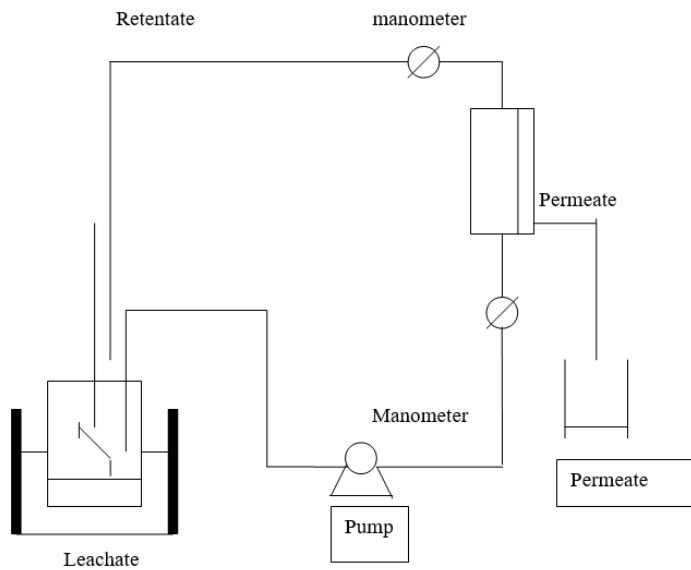 Retentate
manometer
Permeate
Manometer
Permeate
Pump
Leachate